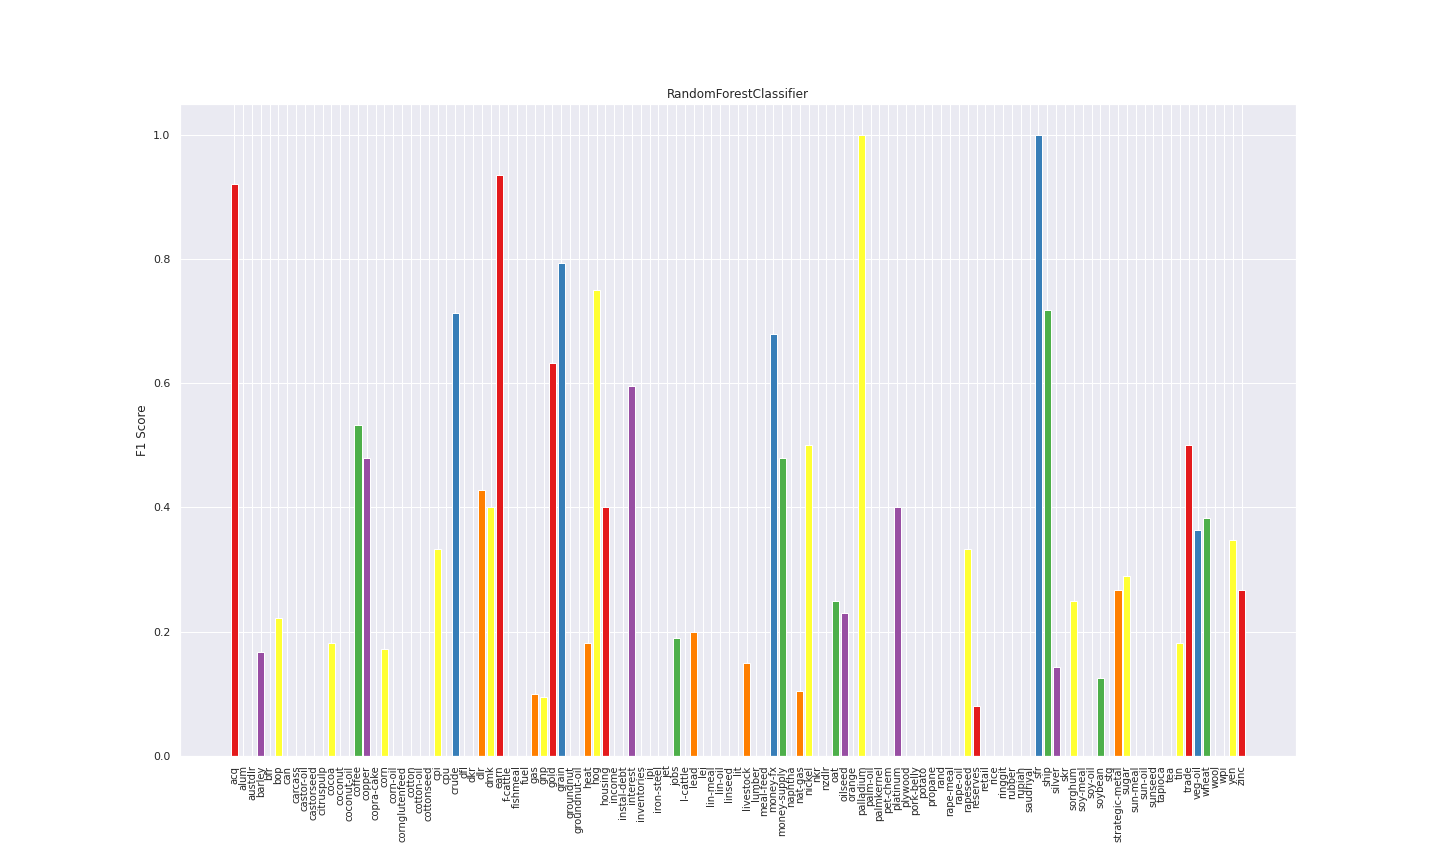 RandomForestClassifier
F1 Score
1.0
0.8
0.6
0.4
0.2
0.0
acq
alum
austdlr
barley
bfr
bop
can
carcass
castor-oil
castorseed
citruspulp
cocoa
coconut
coconut-oil
coffee
copper
copra-cake
corn
corn-oil
cornglutenfeed
cotton
cotton-oil
cottonseed
cpi
cpu
crude
dfl
dkr
dlr
dmk
earn
f-cattle
fishmeal
fuel
gas
gnp
gold
grain
groundnut
groundnut-oil
heat
hog
housing
income
instal-debt
interest
inventories
ipi
iron-steel
jet
jobs
l-cattle
lead
lei
lin-meal
lin-oil
linseed
lit
livestock
lumber
meal-feed
money-fx
money-supply
naphtha
nat-gas
nickel
nkr
nzdlr
oat
oilseed
orange
palladium
palm-oil
palmkernel
pet-chem
platinum
plywood
pork-belly
potato
propane
rand
rape-meal
rape-oil
rapeseed
reserves
retail
rice
ringgit
rubber
rupiah
saudriyal
sfr
ship
silver
skr
sorghum
soy-meal
soy-oil
soybean
stg
strategic-metal
sugar
sun-meal
sun-oil
sunseed
tapioca
tea
tin
trade
veg-oil
wheat
wool
wpi
yen
zinc